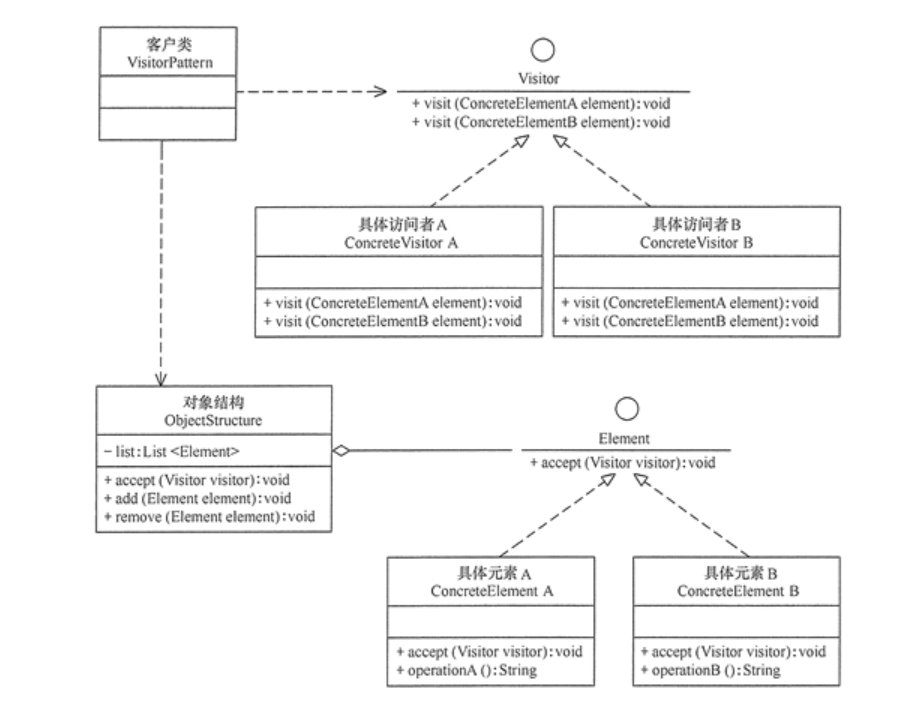 客户类
VisitorPattern
Visitor
+ visit (ConcreteElementA element):void
+ visit (ConcreteElementB element):void
具体访问者A
ConcreteVisitor A
+ visit (ConcreteElementA element):void
+ visit (ConcreteElementB element):void
具体访问者B
ConcreteVisitor B
+ visit (ConcreteElementA element):void
+ visit (ConcreteElementB element):void
对象结构
ObjectStructure
- list:List <Element>
+ accept (Visitor visitor):void
+ add (Element element):void
+ remove (Element element):void
Element
+ accept (Visitor visitor):void
具体元素A
ConcreteElement A
+ accept (Visitor visitor):void
+ operationA ():String
具体元素B
ConcreteElement B
+ accept (Visitor visitor):void
+ operationB ():String